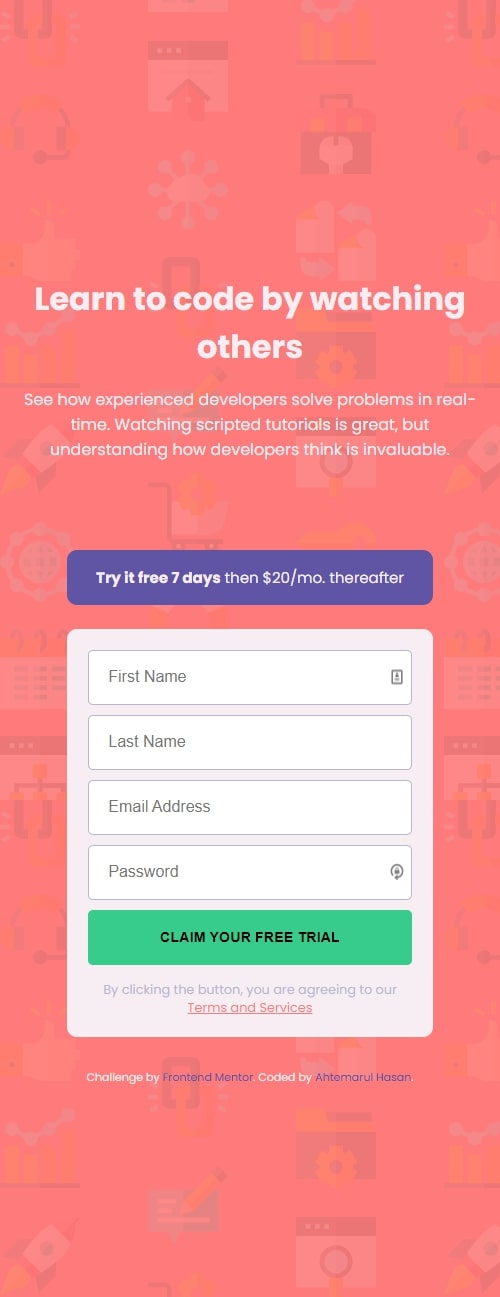 Learn to code by watching
others
See how experienced developers solve problems in real-
time. Watching scripted tutorials is great, but
understanding how developers think is invaluable.
Try it free 7 days then $20/mo. thereafter
First Name
Last Name
Email Address
Password
CLAIM YOUR FREE TRIAL
By clicking the button, you are agreeing to our
Terms and Services
Challenge by Frontend Mentor. Coded by Ahtemarul Hasan.